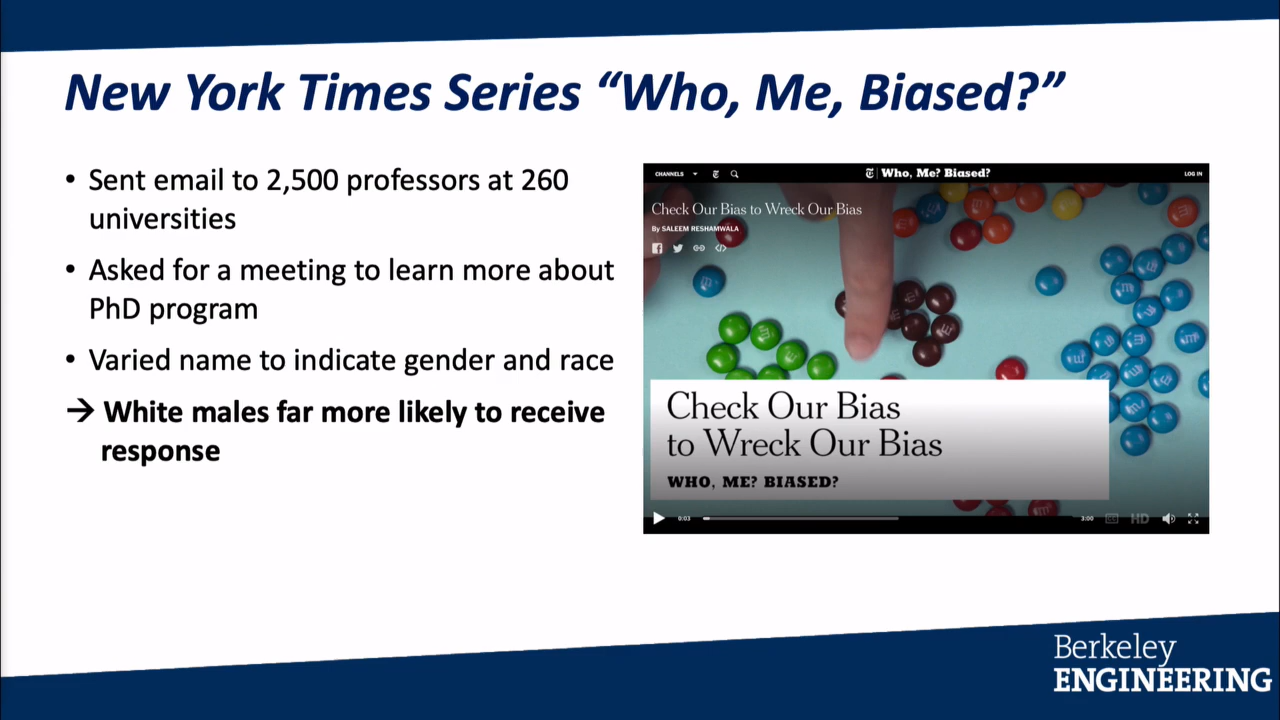 New York Times Series “Who, Me, Biased?”
• Sent email to 2,500 professors at 260
universities
• Asked for a meeting to learn more about
PhD program
• Varied name to indicate gender and race
→ White males far more likely to receive
response
CHANNELS
Who, Me? Biased?
LOG IN
Check Our Bias to Wreck Our Bias
By SALEEM RESHAMWALA
Check Our Bias
to Wreck Our Bias
WHO, ME? BIASED?
0:03
3:00
CC
HD
Berkeley
ENGINEERING